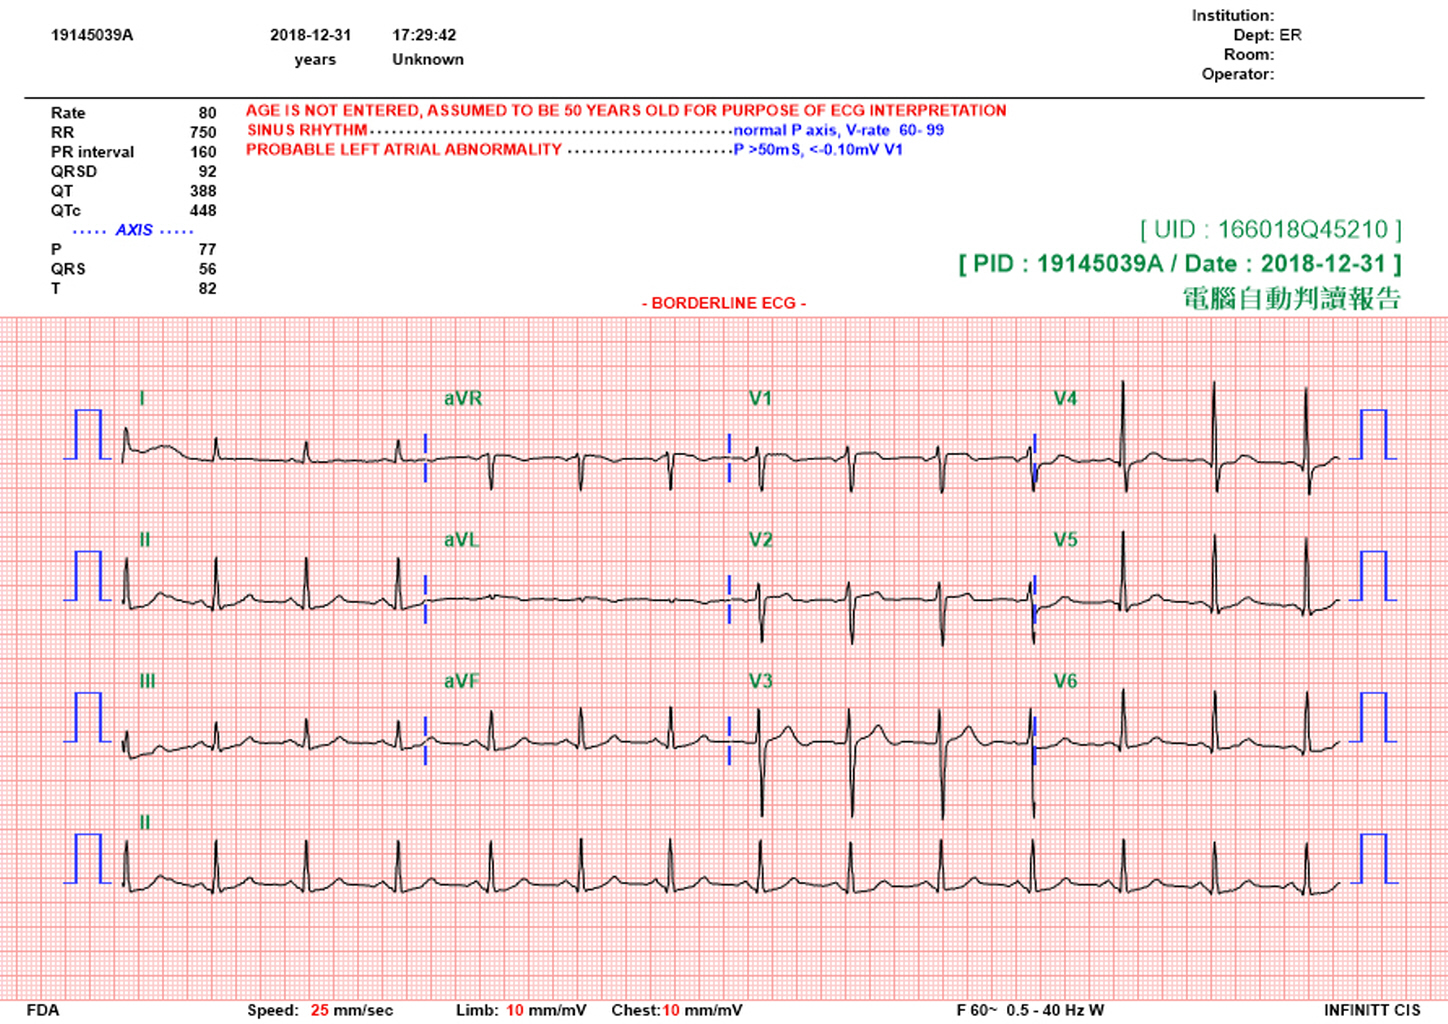 Institution:
19145039A 2018-12-31 17:29:42 Dept: ER
years Unknown Room:
Operator:
Rate 80 AGE IS NOT ENTERED, ASSUMED TO BE 50 YEARS OLD FOR PURPOSE OF ECG INTERPRETATION
RR 750 SINUS RHYTHM normal P axis, V-rate 60- 99
PR interval 160 PROBABLE LEFT ATRIAL ABNORMALITY P >50mS, <-0.10mV V1
QRSD 92
QT 388
QTc 448
..... AXIS .....
[ UID : 166018Q45210 ]
P 77
[ PID : 19145039A / Date : 2018-12-31 ]
QRS 56
T 82
電腦自動判讀報告
- BORDERLINE ECG -
I aVR V1 V4
II aVL V2 V5
III aVF V3 V6
II
FDA Speed: 25 mm/sec Limb: 10 mm/mV Chest:10 mm/mV F 60~ 0.5 - 40 Hz W INFINITT CIS